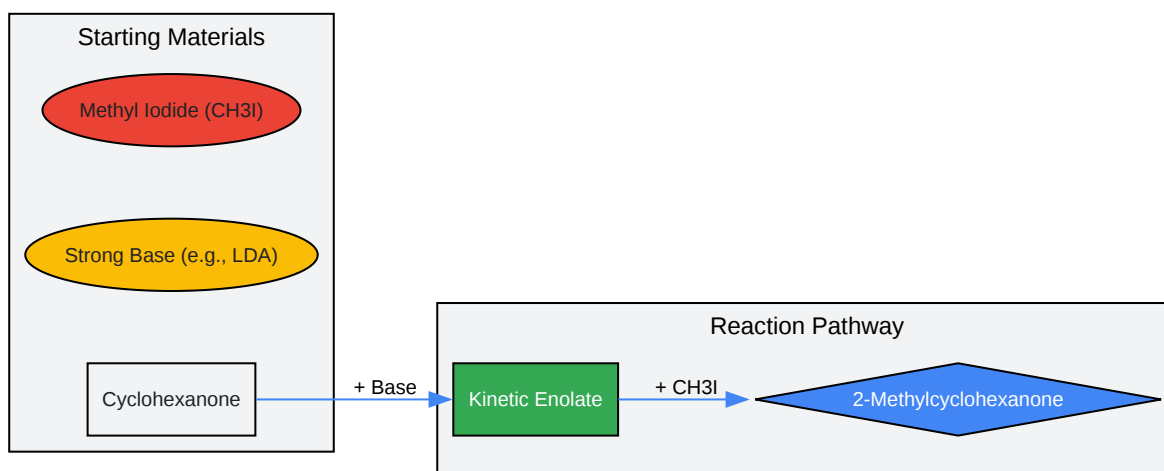 Starting Materials
Methyl Iodide (CH3I)
Strong Base (e.g., LDA)
Reaction Pathway
Cyclohexanone
+ Base
Kinetic Enolate
+ CH3I
2-Methylcyclohexanone